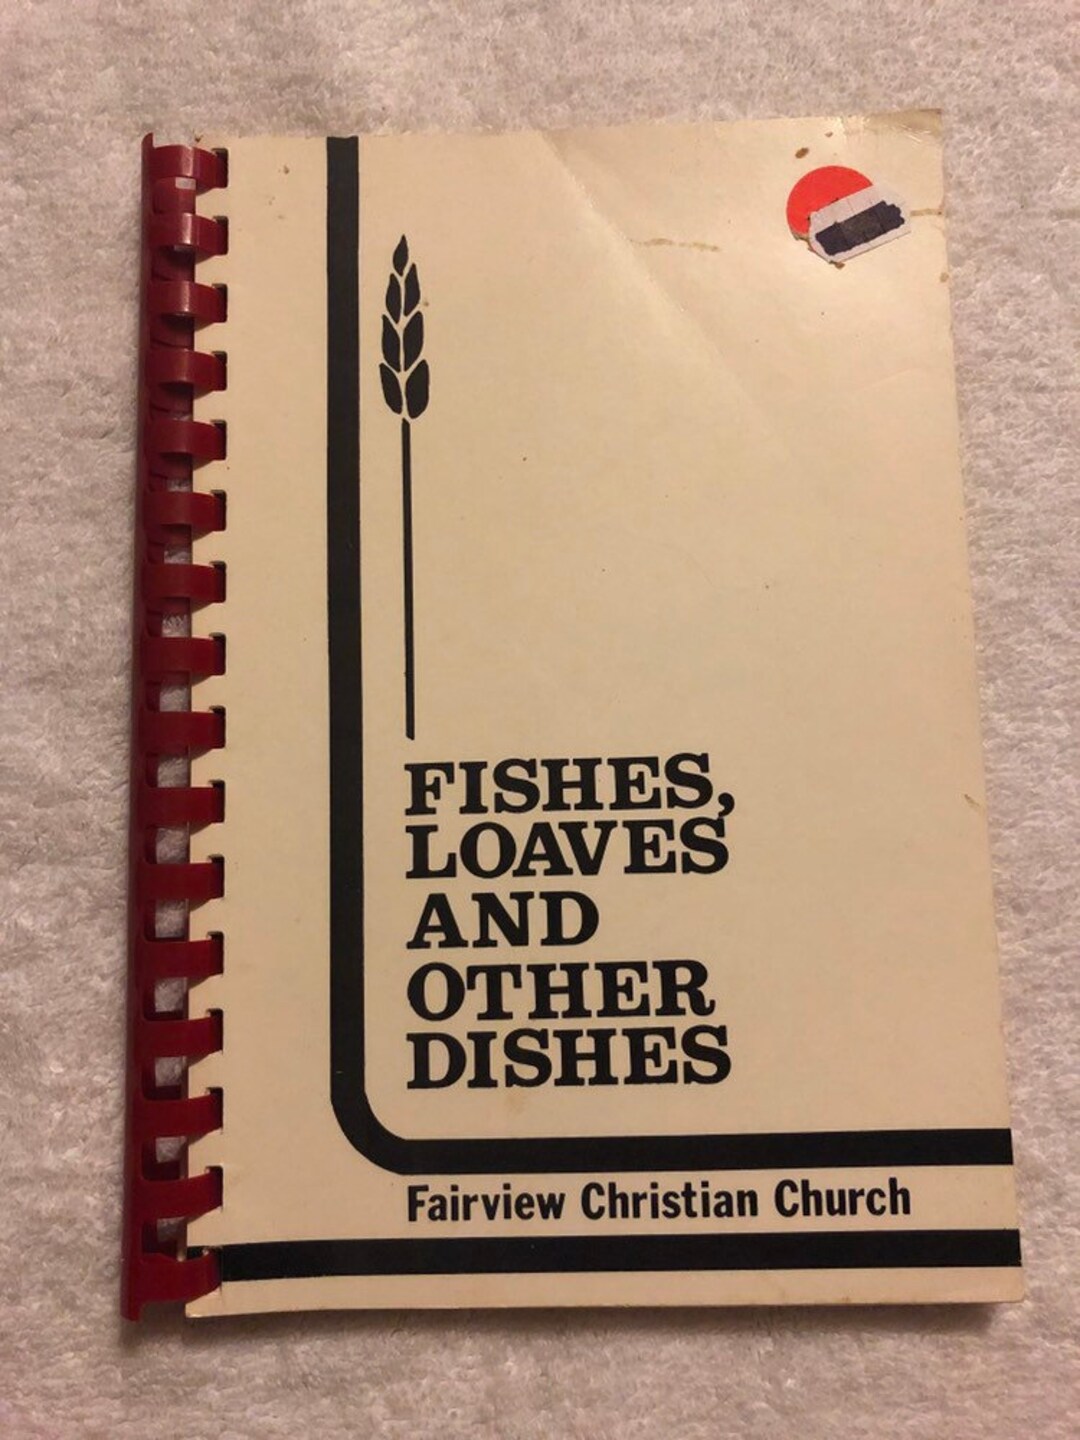 FISHES,
LOAVES
AND
OTHER
DISHES
Fairview Christian Church